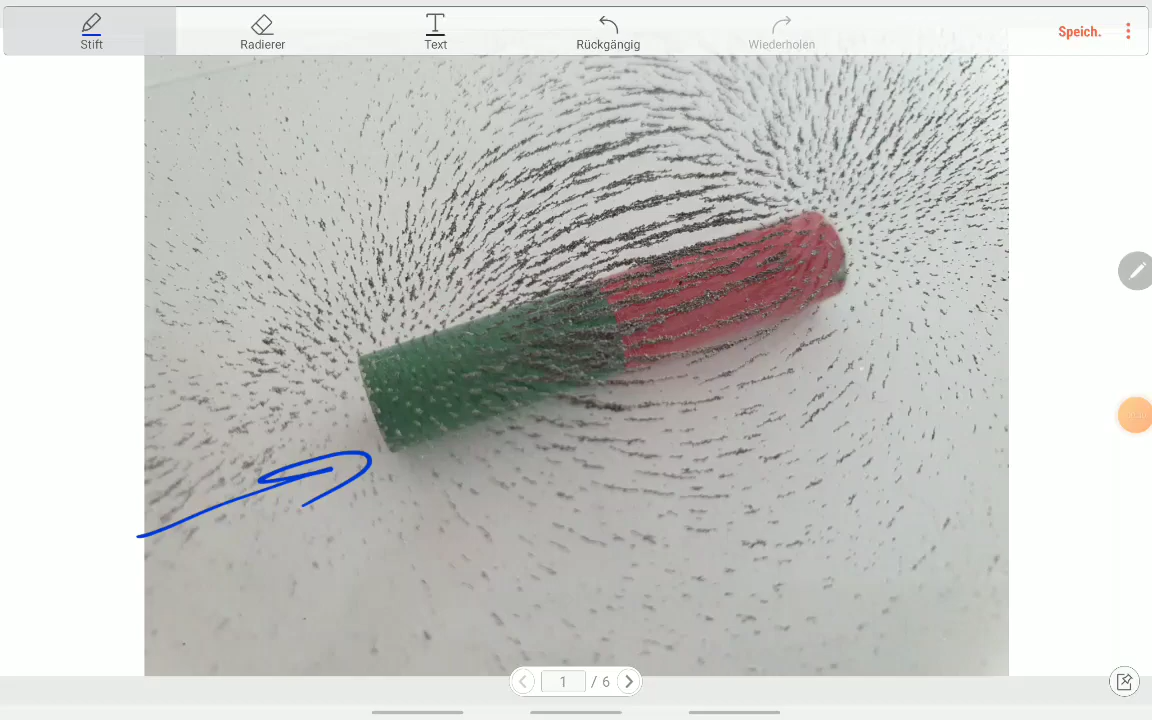 Stift
Radierer
Text
Rückgängig
Wiederholen
Speich.
1 / 6